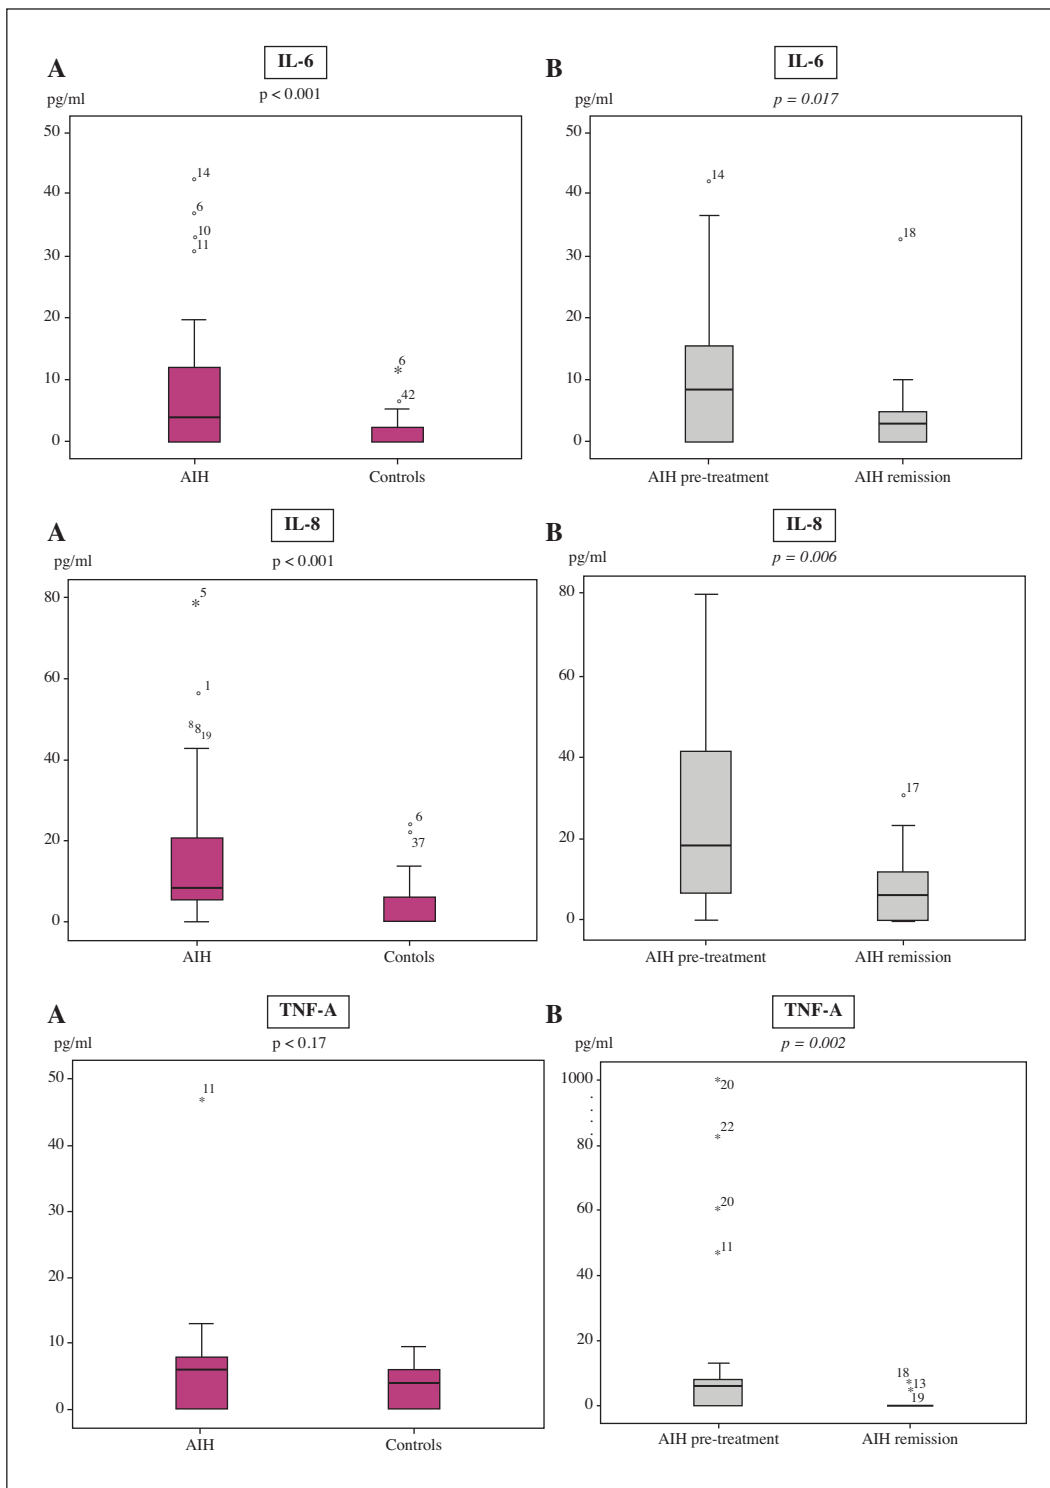 A
IL-6
p < 0.001
pg/ml
50
40
30
20
10
0
14
6
10
11
6
42
AIH
Controls
B
IL-6
p = 0.017
pg/ml
50
40
30
20
10
0
14
18
AIH pre-treatment
AIH remission
A
IL-8
p < 0.001
pg/ml
80
60
40
20
0
5
1
8
8
19
6
37
AIH
Contols
B
IL-8
p = 0.006
pg/ml
80
60
40
20
0
17
AIH pre-treatment
AIH remission
A
TNF-A
p < 0.17
pg/ml
50
40
30
20
10
0
11
AIH
Controls
B
TNF-A
p = 0.002
pg/ml
1000
80
60
40
20
0
20
22
20
11
18
13
19
AIH pre-treatment
AIH remission